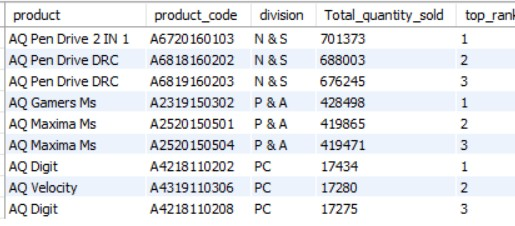 product product_code division Total_quantity_sold top_rank
AQ Pen Drive 2 IN 1 A6720160103 N & S 701373 1
AQ Pen Drive DRC A6818160202 N & S 688003 2
AQ Pen Drive DRC A6819160203 N & S 676245 3
AQ Gamers Ms A2319150302 P & A 428498 1
AQ Maxima Ms A2520150501 P & A 419865 2
AQ Maxima Ms A2520150504 P & A 419471 3
AQ Digit A4218110202 PC 17434 1
AQ Velocity A4319110306 PC 17280 2
AQ Digit A4218110208 PC 17275 3